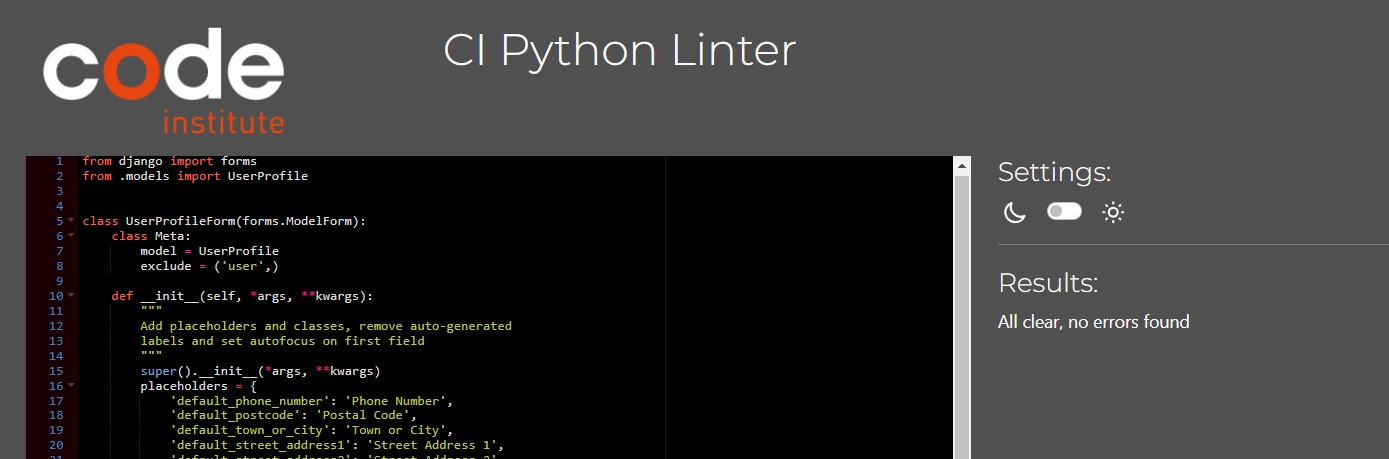 code
institute
CI Python Linter
1 from django import forms
2 from .models import UserProfile
3
4
5 class UserProfileForm(forms.ModelForm):
6     class Meta:
7         model = UserProfile
8         exclude = ('user',)
9
10     def __init__(self, *args, **kwargs):
11         """
12         Add placeholders and classes, remove auto-generated
13         labels and set autofocus on first field
14         """
15         super().__init__(*args, **kwargs)
16         placeholders = {
17             'default_phone_number': 'Phone Number',
18             'default_postcode': 'Postal Code',
19             'default_town_or_city': 'Town or City',
20             'default_street_address1': 'Street Address 1',
Settings:
Results:
All clear, no errors found